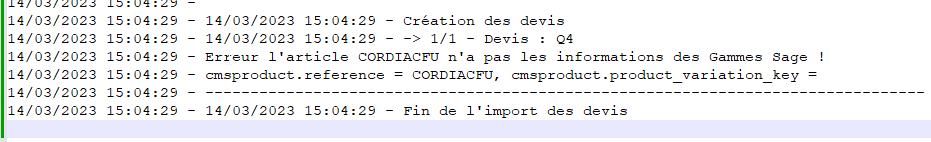 14/03/2023 15:04:29 -
14/03/2023 15:04:29 - 14/03/2023 15:04:29 - Création des devis
14/03/2023 15:04:29 - 14/03/2023 15:04:29 - -> 1/1 - Devis : Q4
14/03/2023 15:04:29 - Erreur l'article CORDIACFU n'a pas les informations des Gammes Sage !
14/03/2023 15:04:29 - cmsproduct.reference = CORDIACFU, cmsproduct.product_variation_key =
14/03/2023 15:04:29 - --------------------------------------------------------------------------------
14/03/2023 15:04:29 - 14/03/2023 15:04:29 - Fin de l'import des devis